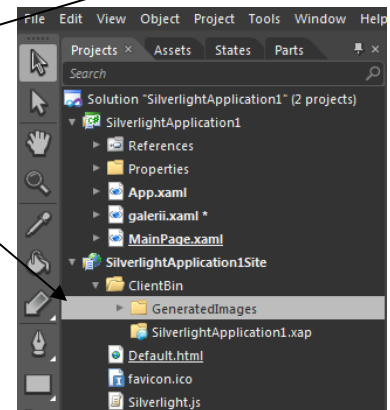 File Edit View Object Project Tools Window Help
Projects × Assets States Parts
Search
Solution "SilverlightApplication1" (2 projects)
SilverlightApplication1
References
Properties
App.xaml
galerii.xaml *
MainPage.xaml
SilverlightApplication1Site
ClientBin
GeneratedImages
SilverlightApplication1.xap
Default.html
favicon.ico
Silverlight.js